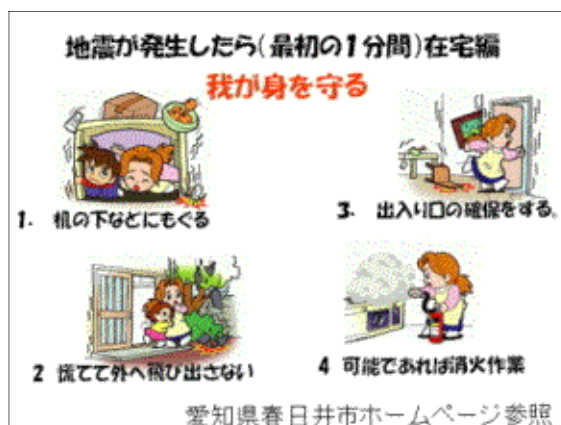 地震が発生したら(最初の1分間)在宅編
我が身を守る
1. 机の下などにもぐる
2 慌てて外へ飛び出さない
3. 出入り口の確保をする。
4 可能であれば消火作業
愛知県春日井市ホームページ参照